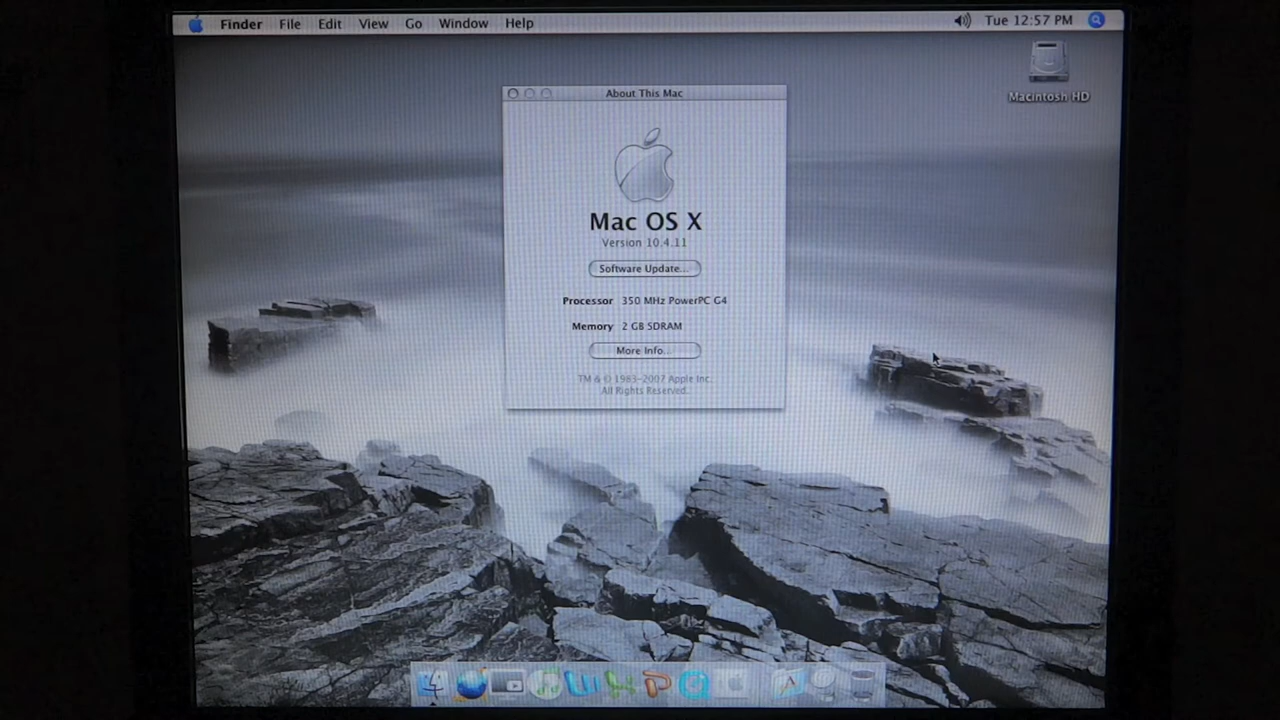 Finder File Edit View Go Window Help Tue 12:57 PM
Macintosh HD
About This Mac
Mac OS X
Version 10.4.11
Software Update...
Processor 350 MHz PowerPC G4
Memory 2 GB SDRAM
More Info...
TM & © 1983–2007 Apple Inc.
All Rights Reserved.